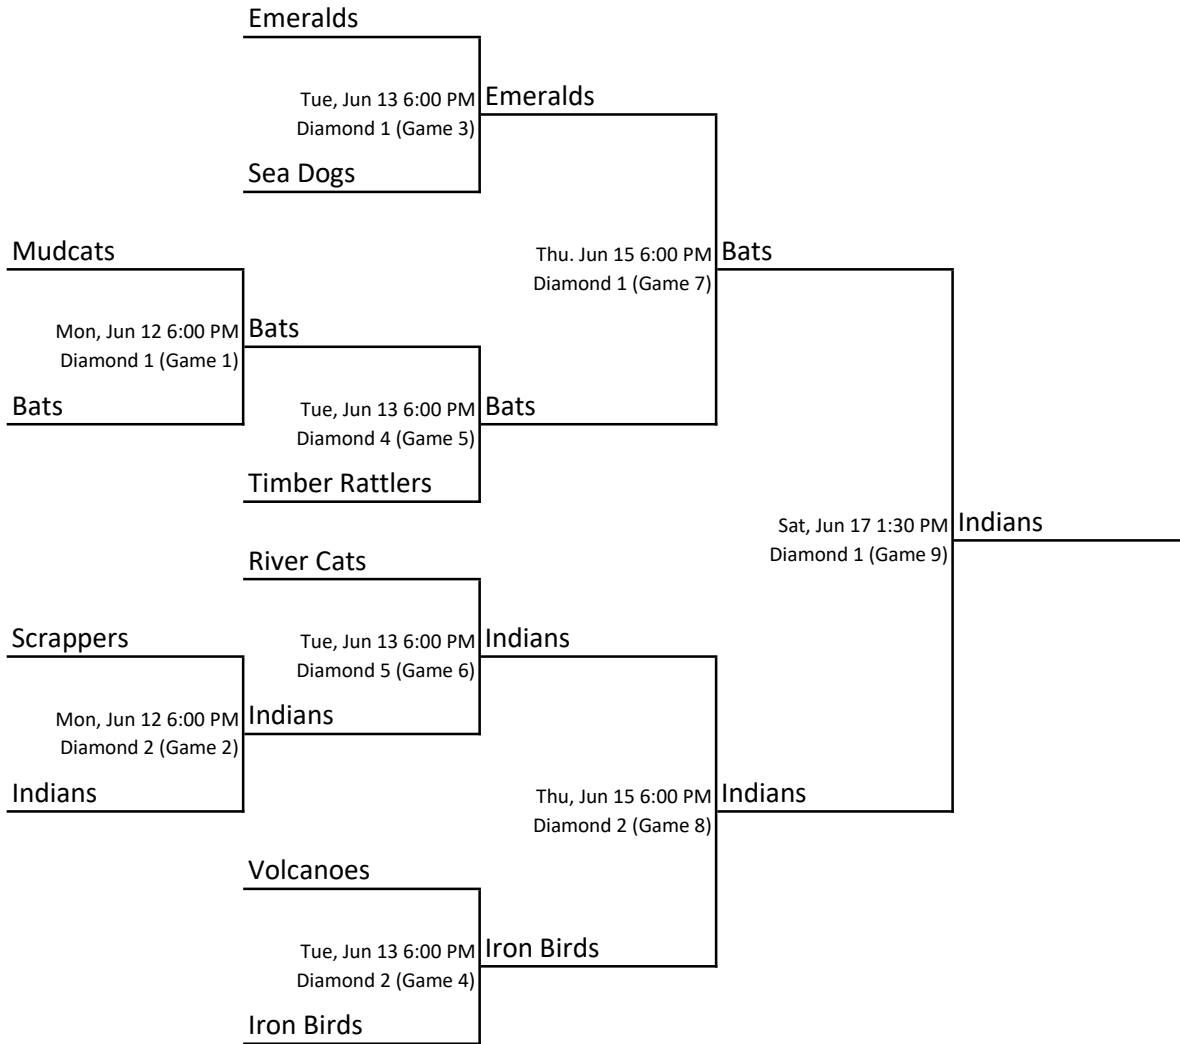 Emeralds
Tue, Jun 13 6:00 PM
Diamond 1 (Game 3)
Emeralds
Sea Dogs
Mudcats
Mon, Jun 12 6:00 PM
Diamond 1 (Game 1)
Bats
Bats
Tue, Jun 13 6:00 PM
Diamond 4 (Game 5)
Bats
Timber Rattlers
Thu. Jun 15 6:00 PM
Diamond 1 (Game 7)
Bats
River Cats
Tue, Jun 13 6:00 PM
Diamond 5 (Game 6)
Indians
Scrappers
Mon, Jun 12 6:00 PM
Diamond 2 (Game 2)
Indians
Indians
Thu, Jun 15 6:00 PM
Diamond 2 (Game 8)
Indians
Volcanoes
Tue, Jun 13 6:00 PM
Diamond 2 (Game 4)
Iron Birds
Iron Birds
Sat, Jun 17 1:30 PM
Diamond 1 (Game 9)
Indians